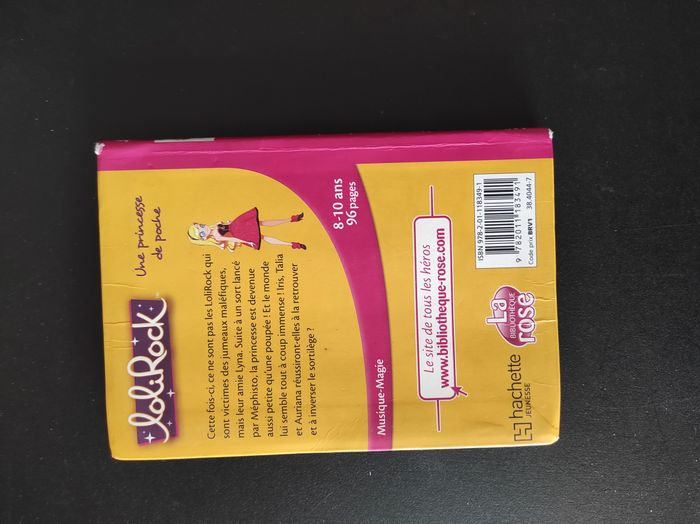 loliRock
Une princesse
de poche
Cette fois-ci, ce ne sont pas les LoliRock qui
sont victimes des jumeaux maléfiques,
mais leur amie Lyna. Suite à un sort lancé
par Méphisto, la princesse est devenue
aussi petite qu'une poupée ! Et le monde
lui semble tout à coup immense ! Iris, Talia
et Auriana réussiront-elles à la retrouver
et à inverser le sortilège ?
8-10 ans
96 pages
Musique-Magie
Le site de tous les héros
www.bibliotheque-rose.com
hachette
JEUNESSE
La
BIBLIOTHÈQUE
rose
ISBN 978-2-01-118349-1
9 782011 183491
Code prix BRV1 38.4044-7